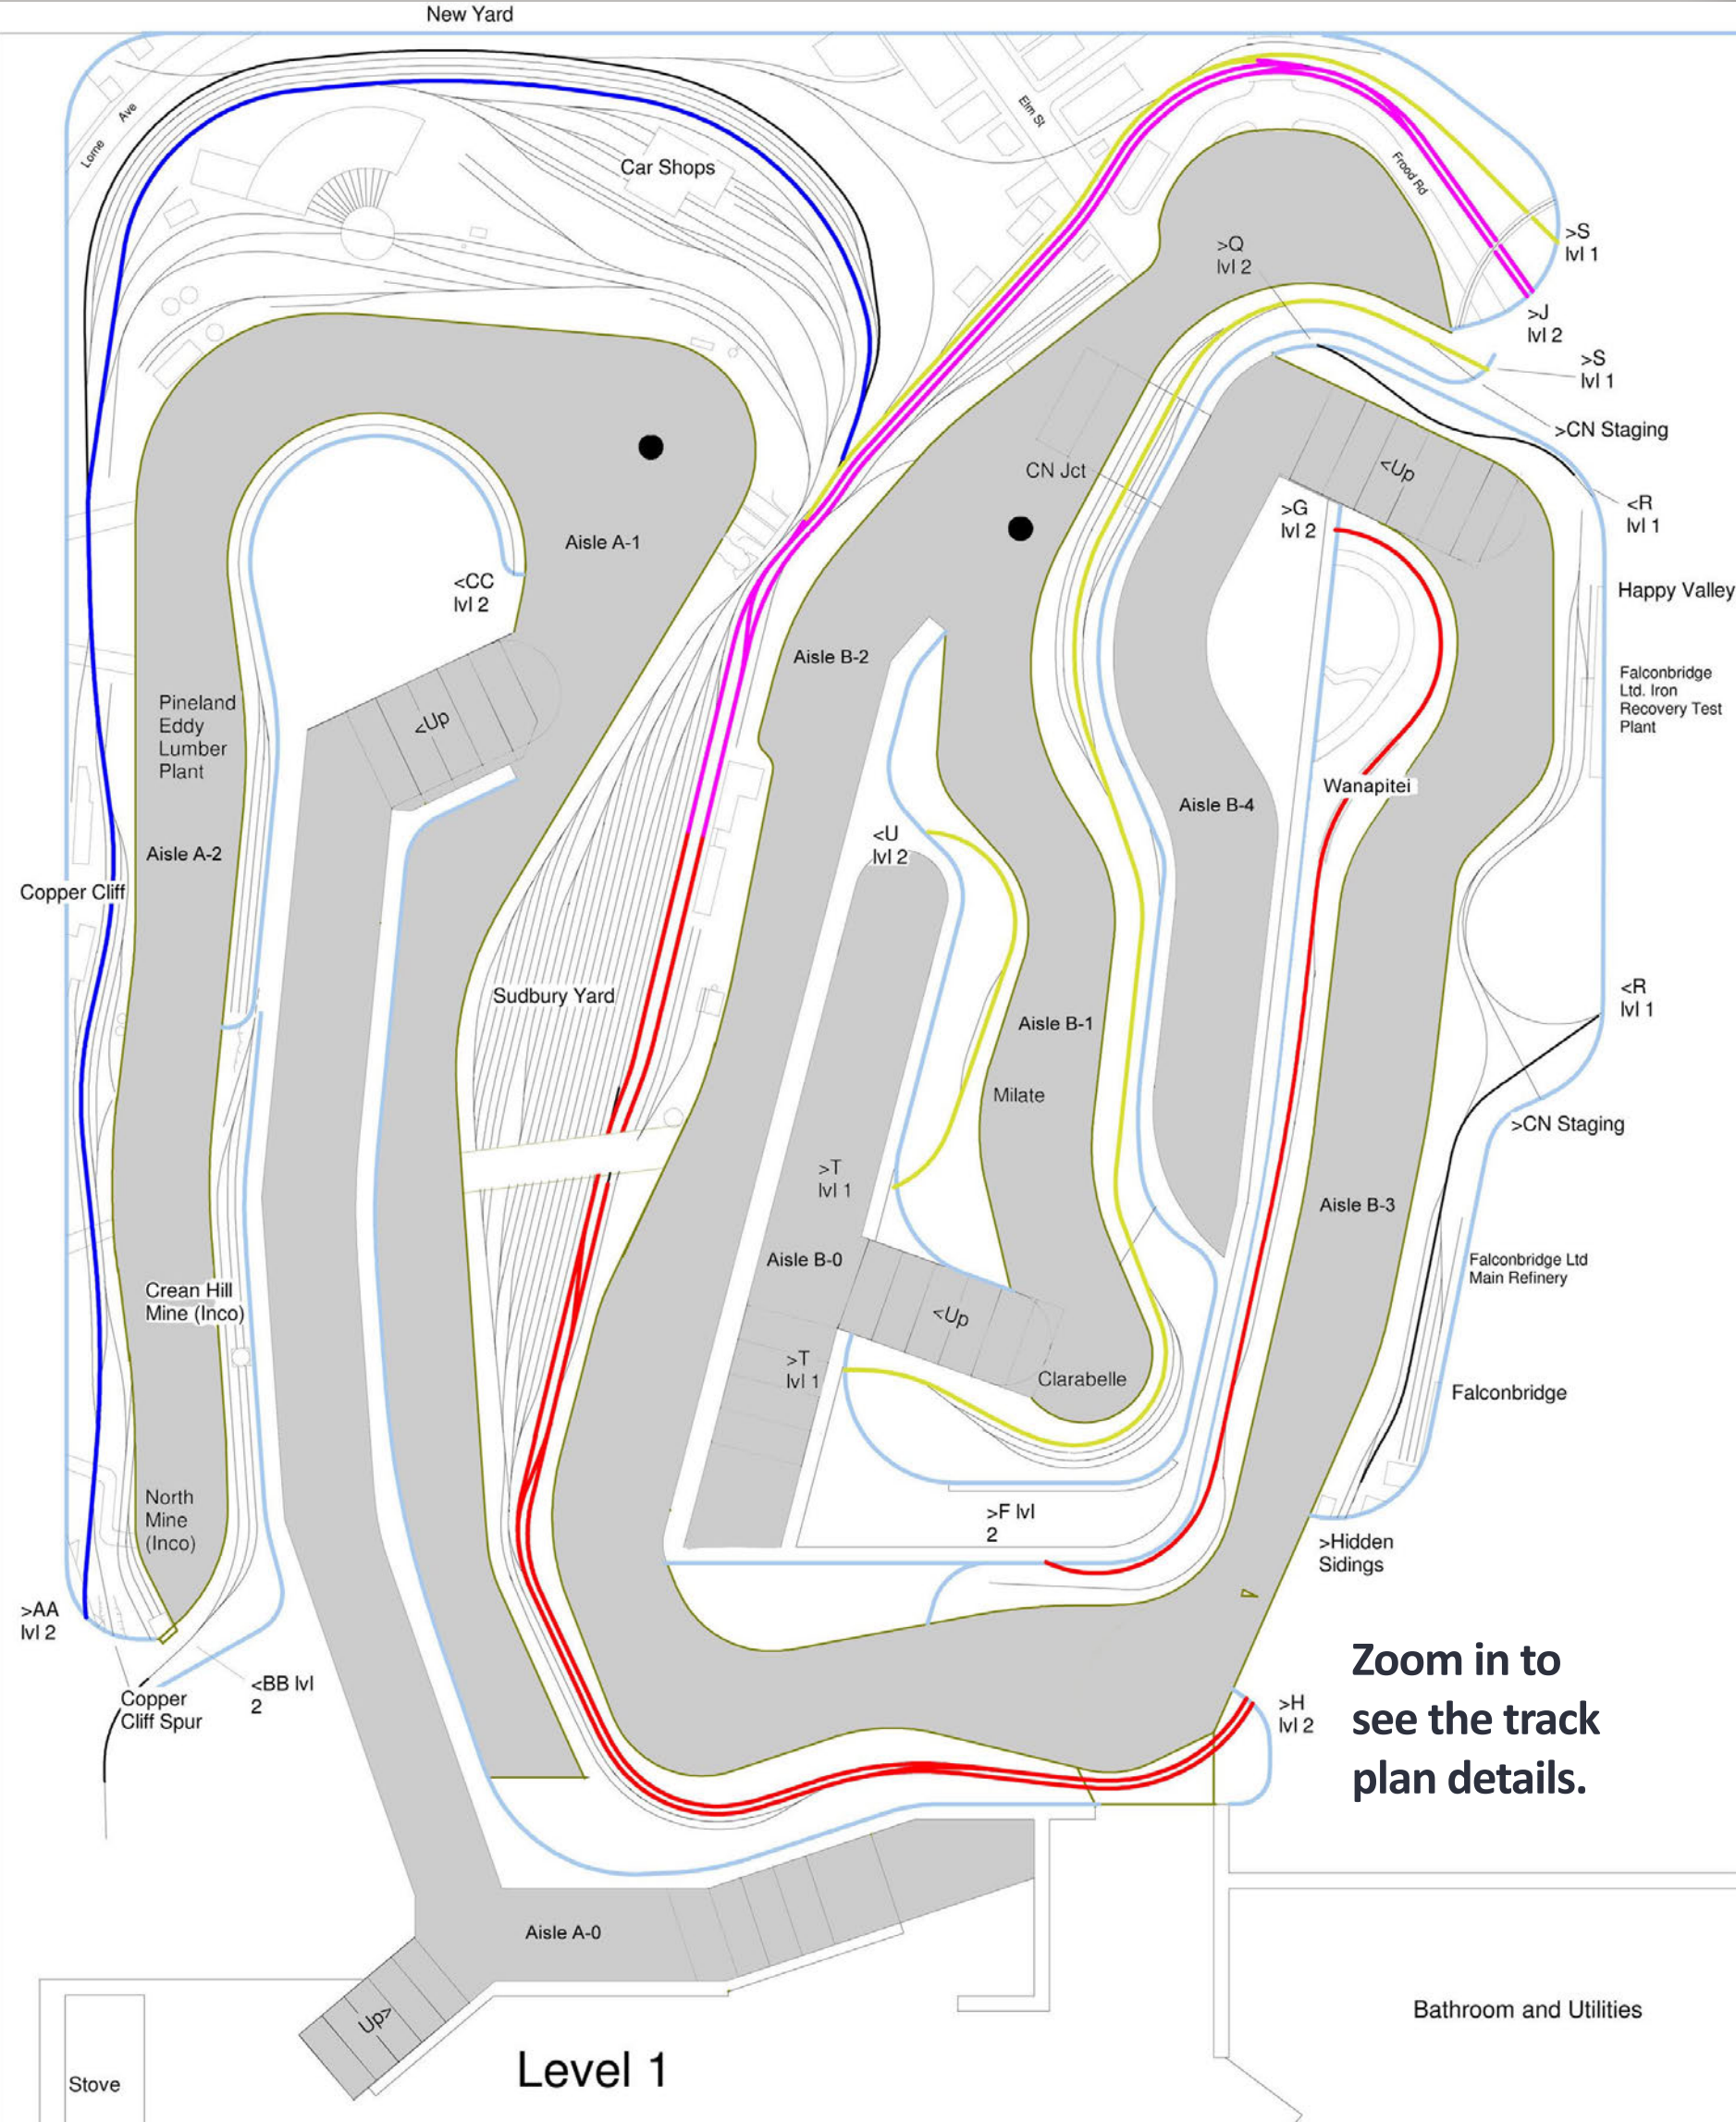 New Yard
Lorne
Ave
Car Shops
Elm St
Frood Rd
>S
lvl 1
>Q
lvl 2
>J
lvl 2
>S
lvl 1
>CN Staging
CN Jct
<Up
<R
lvl 1
>G
lvl 2
Aisle A-1
<CC
lvl 2
Happy Valley
Aisle B-2
Falconbridge
Ltd. Iron
Recovery Test
Plant
Pineland
Eddy
Lumber
Plant
<Up
Wanapitei
Aisle B-4
<U
lvl 2
Aisle A-2
Copper Cliff
Sudbury Yard
<R
lvl 1
Aisle B-1
Milate
>CN Staging
>T
lvl 1
Aisle B-3
Aisle B-0
Falconbridge Ltd
Main Refinery
Crean Hill
Mine (Inco)
<Up
>T
lvl 1
Clarabelle
Falconbridge
North
Mine
(Inco)
>F lvl
2
>Hidden
Sidings
>AA
lvl 2
<BB lvl
2
Copper
Cliff Spur
>H
lvl 2
Zoom in to
see the track
plan details.
Aisle A-0
Up>
Bathroom and Utilities
Level 1
Stove